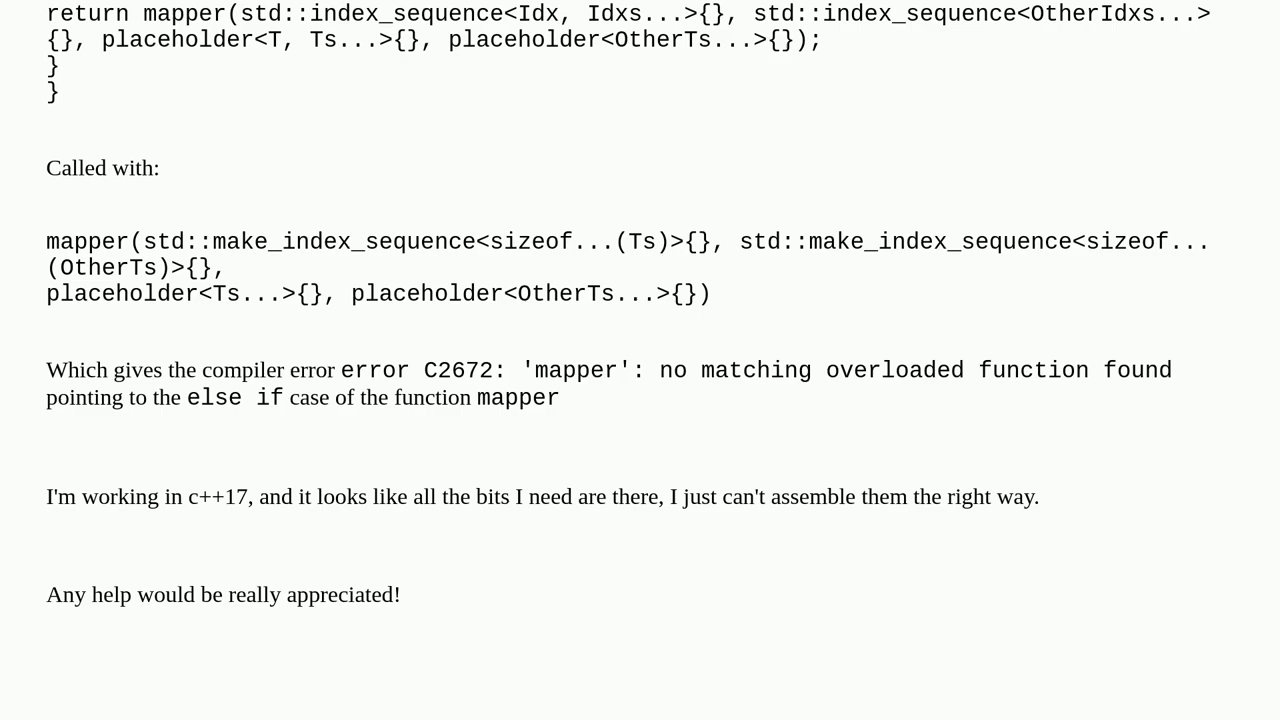 return mapper(std::index_sequence<Idx, Idxs...>{}, std::index_sequence<OtherIdxs...>
{}, placeholder<T, Ts...>{}, placeholder<OtherTs...>{});
}
}
Called with:
mapper(std::make_index_sequence<sizeof...(Ts)>{}, std::make_index_sequence<sizeof...
(OtherTs)>{},
placeholder<Ts...>{}, placeholder<OtherTs...>{})
Which gives the compiler error error C2672: 'mapper': no matching overloaded function found
pointing to the else if case of the function mapper
I'm working in c++17, and it looks like all the bits I need are there, I just can't assemble them the right way.
Any help would be really appreciated!